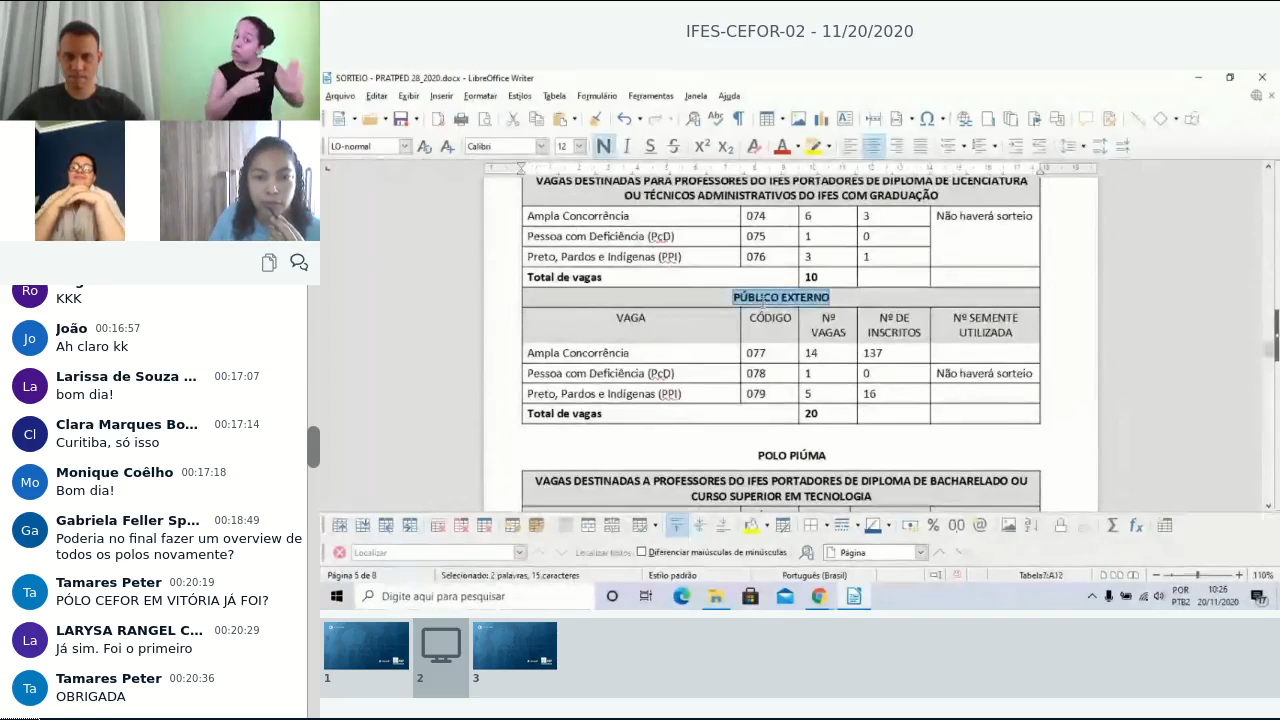 IFES-CEFOR-02 - 11/20/2020
SORTEIO - PRATPED 28_2020.docx - LibreOffice Writer
Arquivo Editar Exibir Inserir Formatar Estilos Tabela Formulário Ferramentas Janela Ajuda
LO-normal Calibri 12
VAGAS DESTINADAS PARA PROFESSORES DO IFES PORTADORES DE DIPLOMA DE LICENCIATURA
OU TÉCNICOS ADMINISTRATIVOS DO IFES COM GRADUAÇÃO
Ampla Concorrência 074 6 3 Não haverá sorteio
Pessoa com Deficiência (PcD) 075 1 0
Preto, Pardos e Indígenas (PPI) 076 3 1
Total de vagas 10
PÚBLICO EXTERNO
VAGA CÓDIGO Nº VAGAS Nº DE INSCRITOS Nº SEMENTE UTILIZADA
Ampla Concorrência 077 14 137
Pessoa com Deficiência (PcD) 078 1 0 Não haverá sorteio
Preto, Pardos e Indígenas (PPI) 079 5 16
Total de vagas 20
POLO PIÚMA
VAGAS DESTINADAS A PROFESSORES DO IFES PORTADORES DE DIPLOMA DE BACHARELADO OU
CURSO SUPERIOR EM TECNOLOGIA
Localizar Localizar todos Diferenciar maiúsculas de minúsculas Página
Página 5 de 8 Selecionado: 2 palavras, 15 caracteres Estilo padrão Português (Brasil) Tabela7:A12 110%
Digite aqui para pesquisar POR PTB2 10:26 20/11/2020
1 2 3
Ro
KKK
Jo João 00:16:57
Ah claro kk
La Larissa de Souza ... 00:17:07
bom dia!
Cl Clara Marques Bo... 00:17:14
Curitiba, só isso
Mo Monique Coêlho 00:17:18
Bom dia!
Ga Gabriela Feller Sp... 00:18:49
Poderia no final fazer um overview de
todos os polos novamente?
Ta Tamares Peter 00:20:19
PÓLO CEFOR EM VITÓRIA JÁ FOI?
La LARYSA RANGEL C... 00:20:29
Já sim. Foi o primeiro
Ta Tamares Peter 00:20:36
OBRIGADA